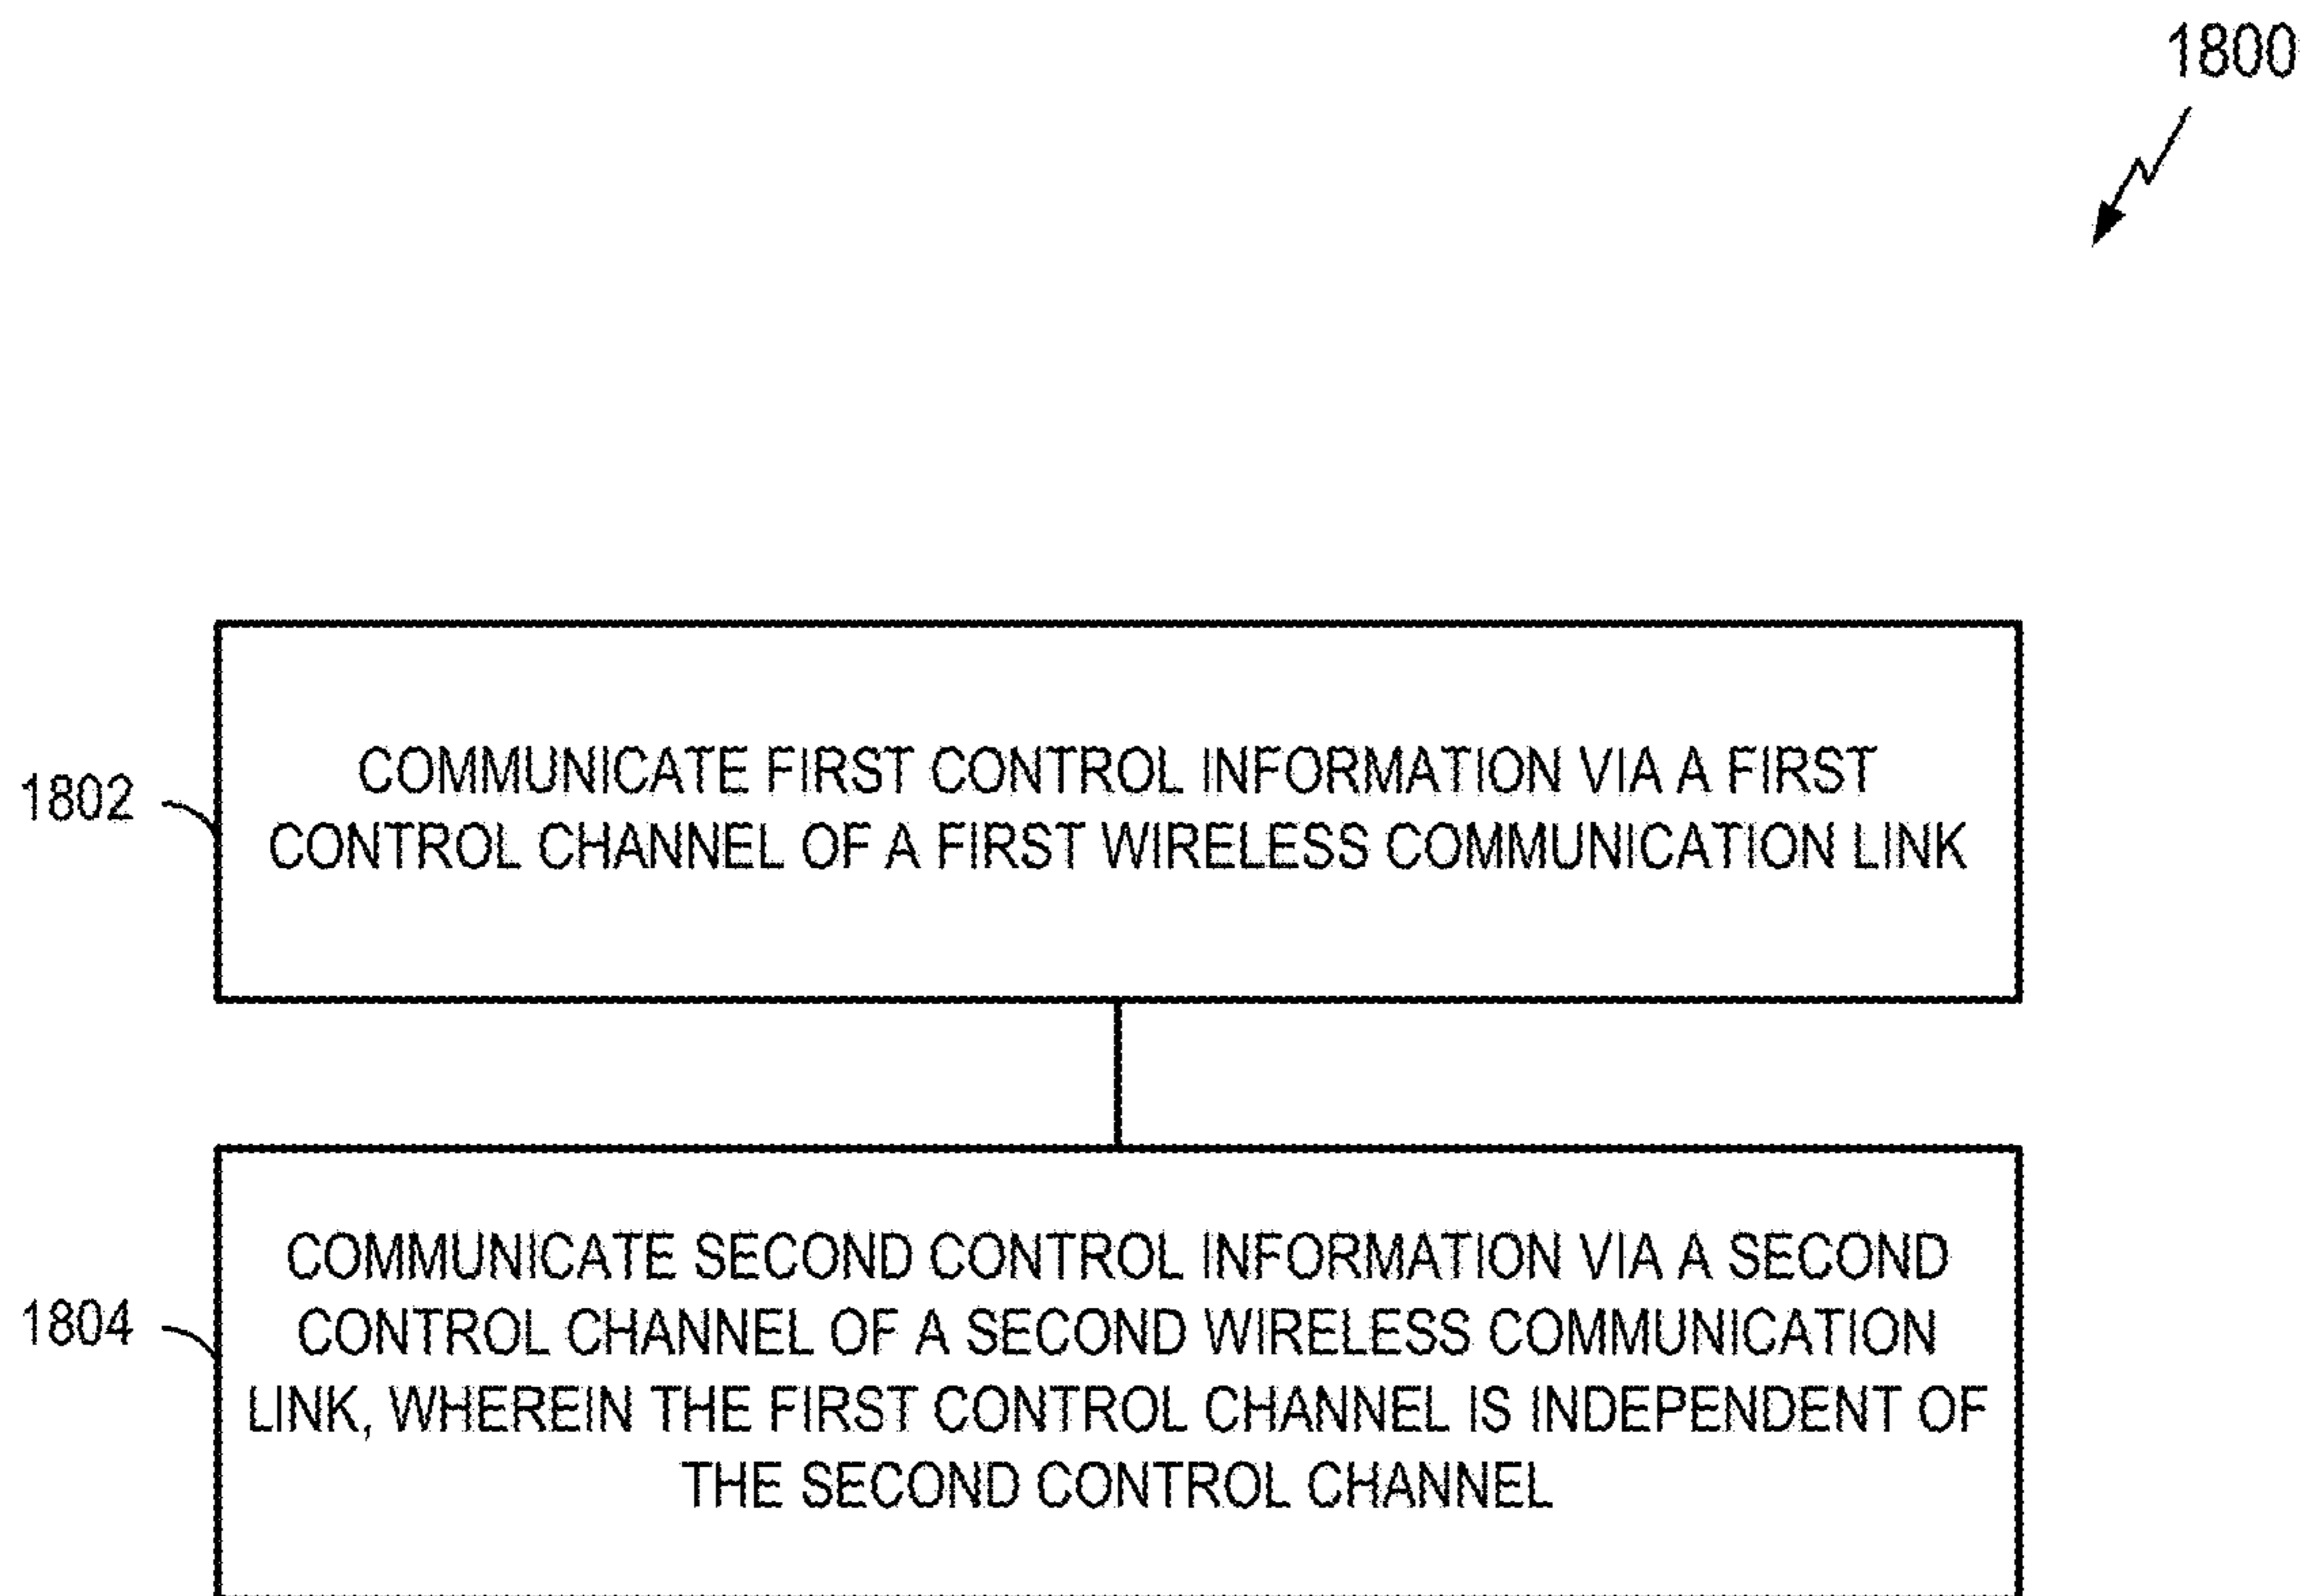 1800
1802
COMMUNICATE FIRST CONTROL INFORMATION VIA A FIRST
CONTROL CHANNEL OF A FIRST WIRELESS COMMUNICATION LINK
1804
COMMUNICATE SECOND CONTROL INFORMATION VIA A SECOND
CONTROL CHANNEL OF A SECOND WIRELESS COMMUNICATION
LINK, WHEREIN THE FIRST CONTROL CHANNEL IS INDEPENDENT OF
THE SECOND CONTROL CHANNEL